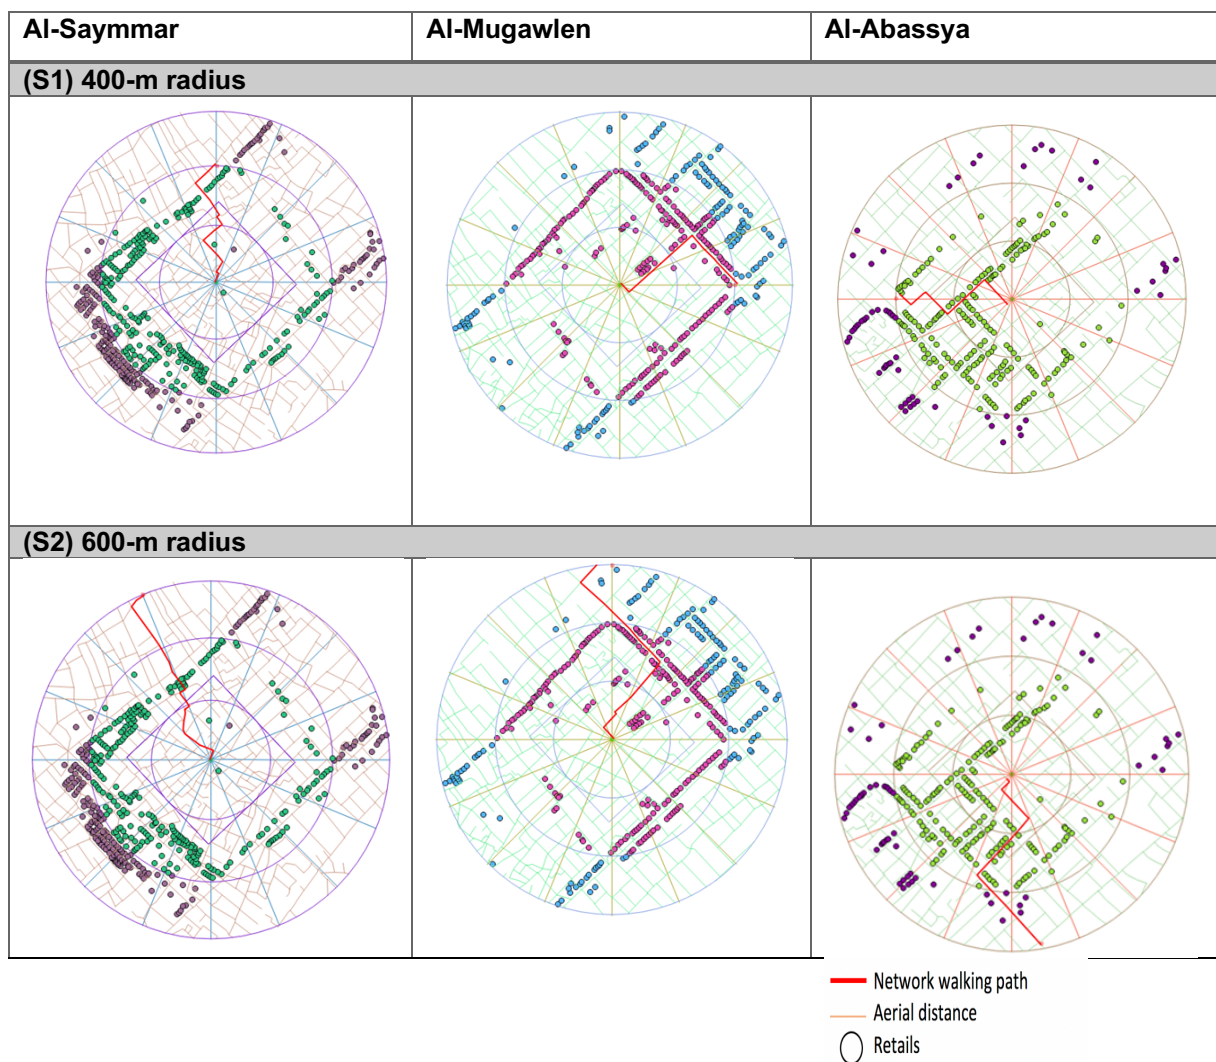 Al-Saymmar Al-Mugawlen Al-Abassya
(S1) 400-m radius
(S2) 600-m radius
Network walking path
Aerial distance
Retails